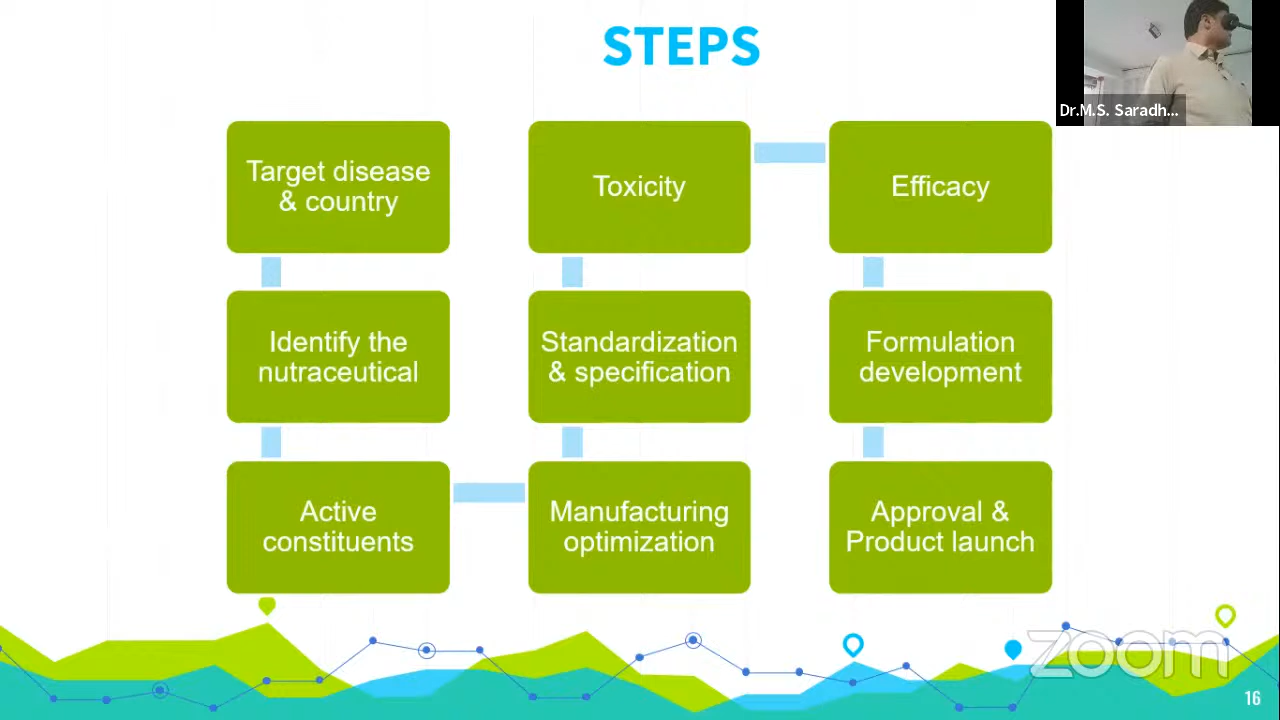 STEPS
Dr.M.S. Saradh...
Target disease
& country
Identify the
nutraceutical
Active
constituents
Manufacturing
optimization
Standardization
& specification
Toxicity
Efficacy
Formulation
development
Approval &
Product launch
zoom
16